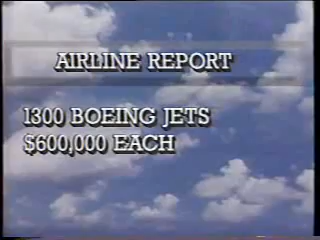 AIRLINE REPORT
1300 BOEING JETS
$600,000 EACH